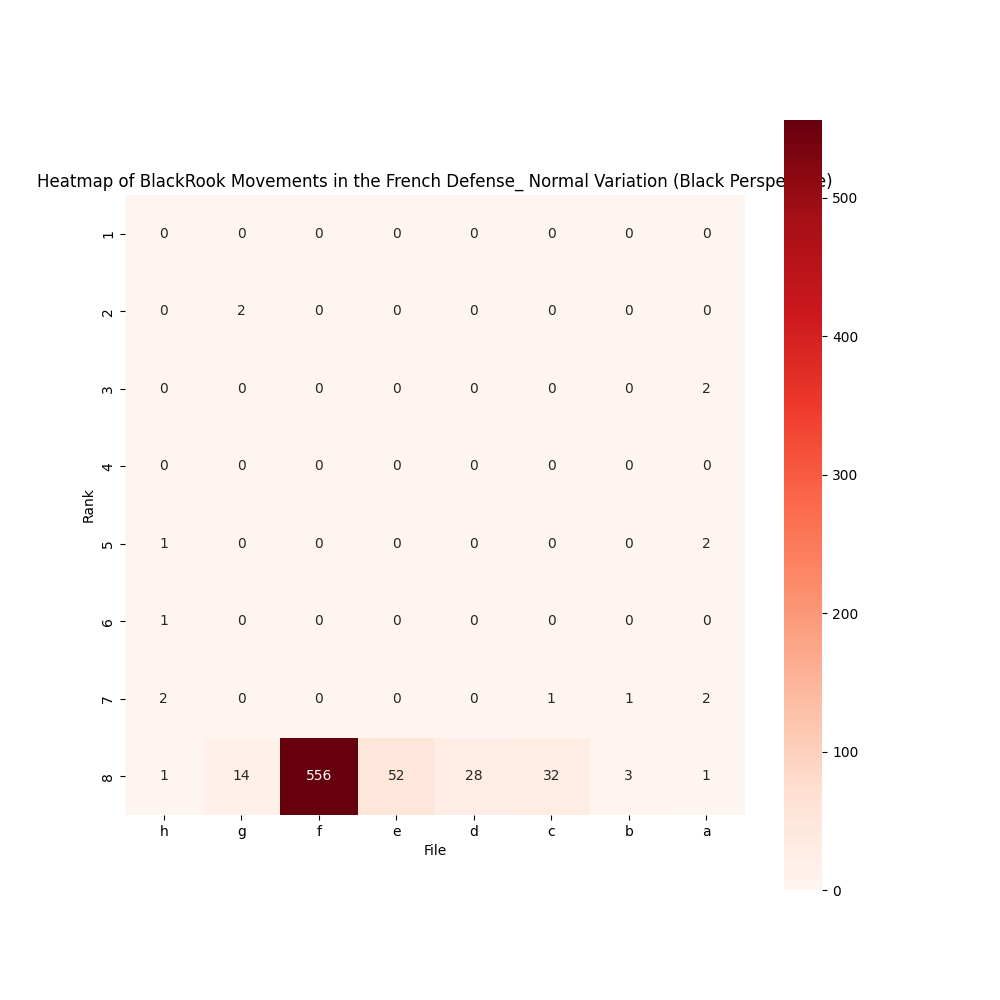 Heatmap of BlackRook Movements in the French Defense_ Normal Variation (Black Perspe e)
500
1 0 0 0 0 0 0 0 0
2 0 2 0 0 0 0 0 0
400
3 0 0 0 0 0 0 0 2
4 0 0 0 0 0 0 0 0
300
Rank
5 1 0 0 0 0 0 0 2
200
6 1 0 0 0 0 0 0 0
7 2 0 0 0 0 1 1 2
100
8 1 14 556 52 28 32 3 1
h g f e d c b a
File
0